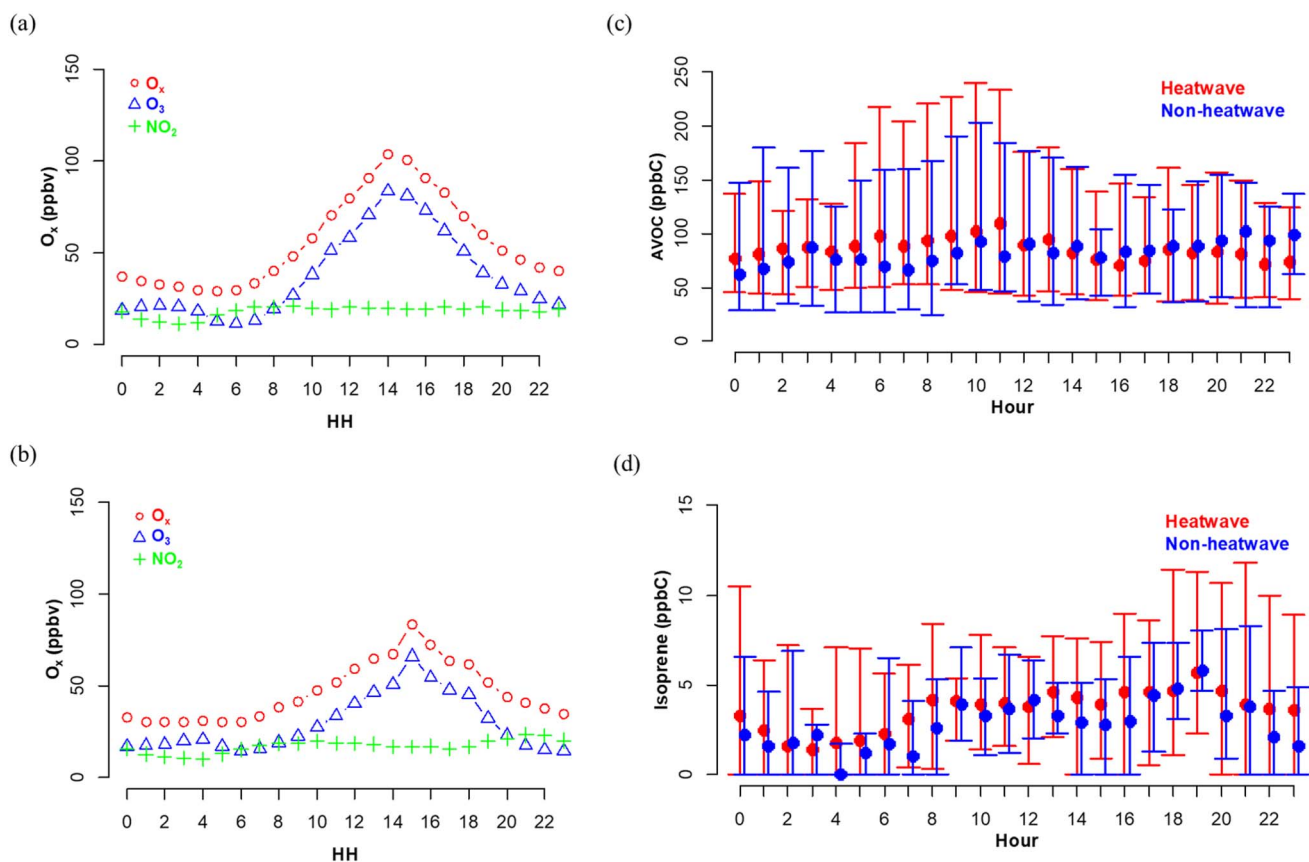 (a)
O_x (ppbv)
150
100
50
0
O_x
O_3
NO_2
0 2 4 6 8 10 12 14 16 18 20 22
HH
(b)
O_x (ppbv)
150
100
50
0
O_x
O_3
NO_2
0 2 4 6 8 10 12 14 16 18 20 22
HH
(c)
AVOC (ppbC)
250
200
150
100
50
0
Heatwave
Non-heatwave
0 2 4 6 8 10 12 14 16 18 20 22
Hour
(d)
Isoprene (ppbC)
15
10
5
0
Heatwave
Non-heatwave
0 2 4 6 8 10 12 14 16 18 20 22
Hour